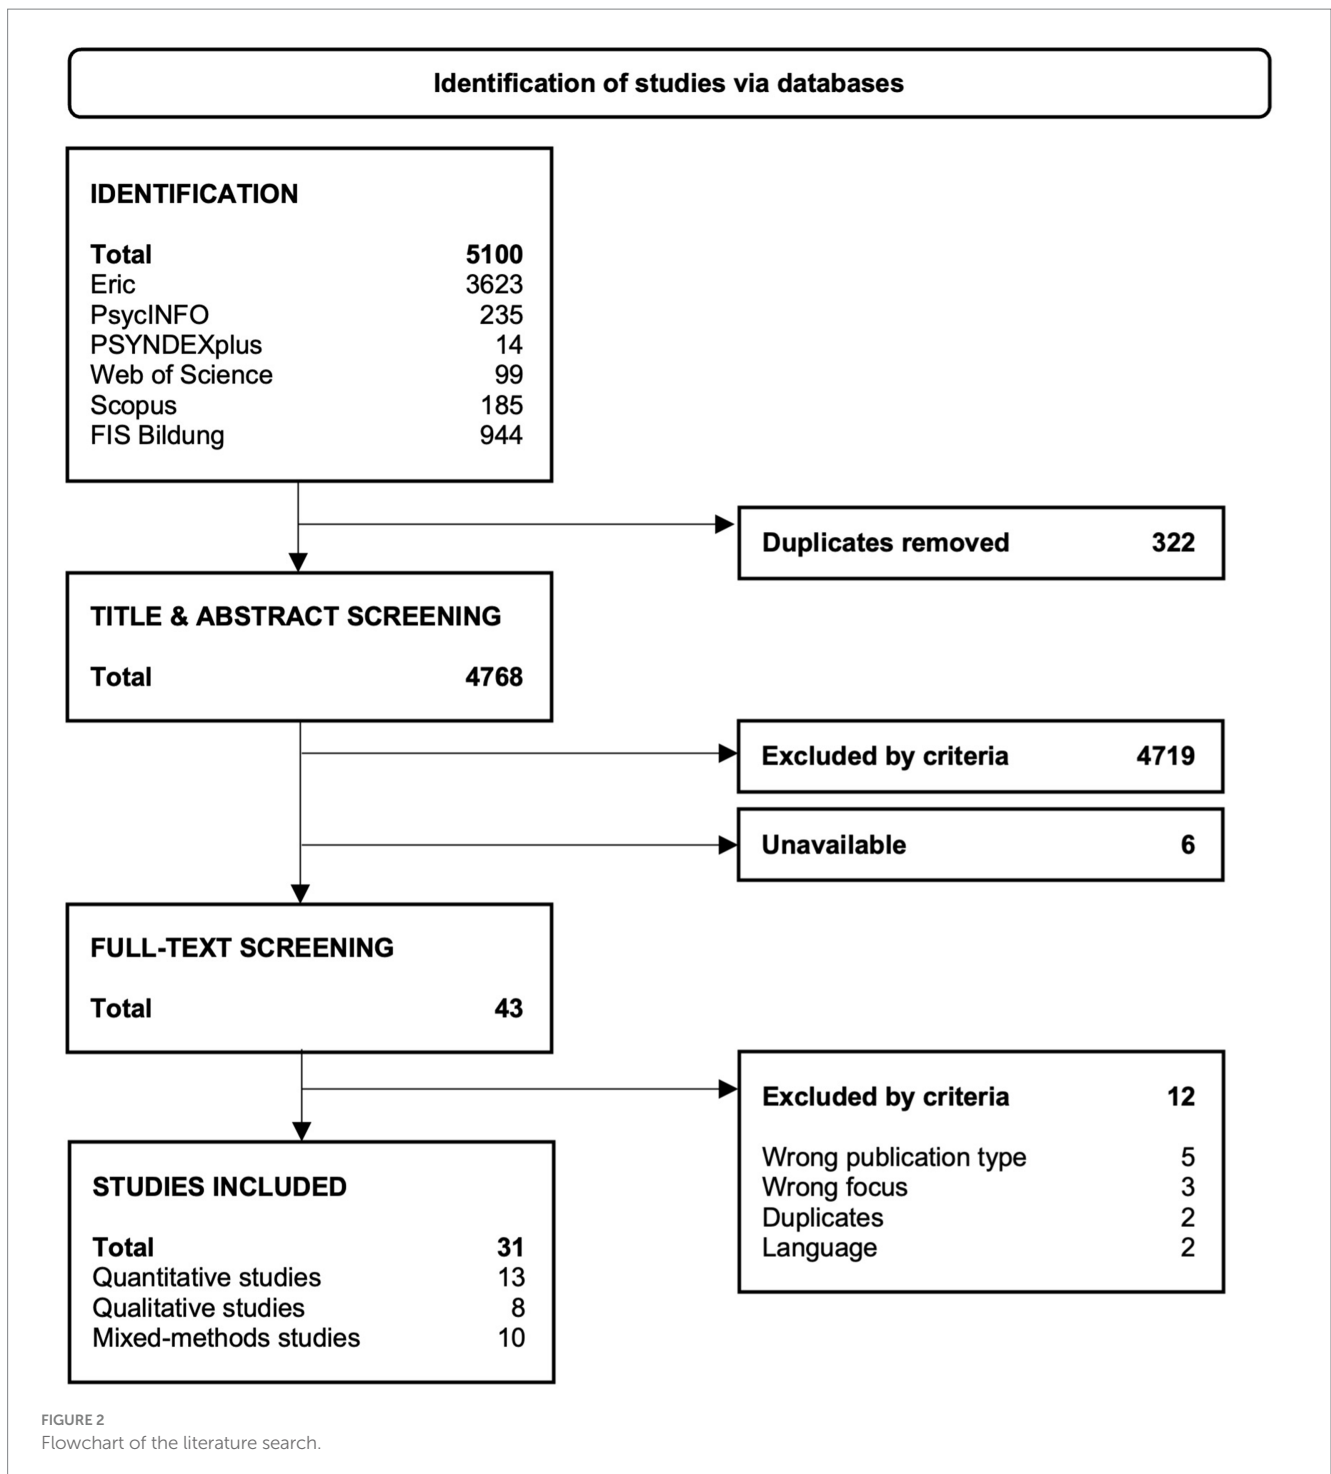 Identification of studies via databases
IDENTIFICATION
Total 5100
Eric 3623
PsycINFO 235
PSYNDEXplus 14
Web of Science 99
Scopus 185
FIS Bildung 944
Duplicates removed 322
TITLE & ABSTRACT SCREENING
Total 4768
Excluded by criteria 4719
Unavailable 6
FULL-TEXT SCREENING
Total 43
Excluded by criteria 12
Wrong publication type 5
Wrong focus 3
Duplicates 2
Language 2
STUDIES INCLUDED
Total 31
Quantitative studies 13
Qualitative studies 8
Mixed-methods studies 10
FIGURE 2
Flowchart of the literature search.